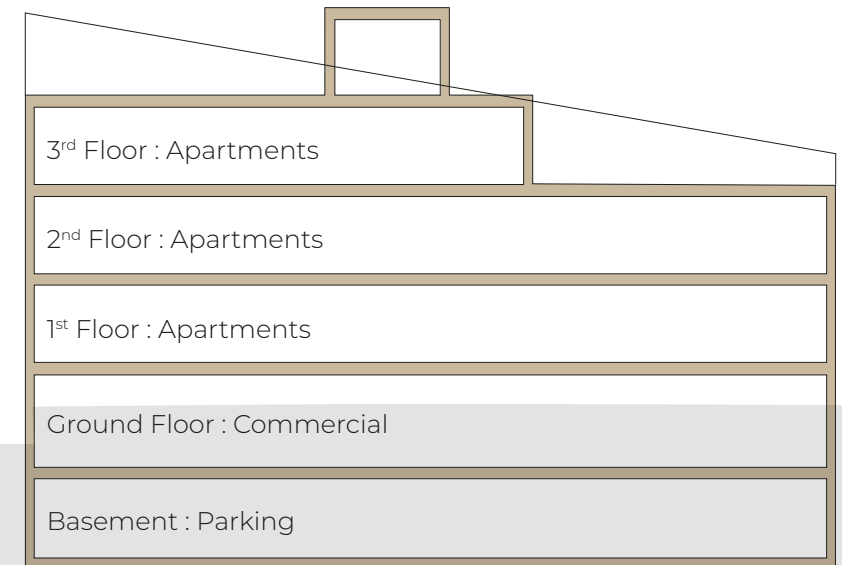 3rd Floor : Apartments
2nd Floor : Apartments
1st Floor : Apartments
Ground Floor : Commercial
Basement : Parking